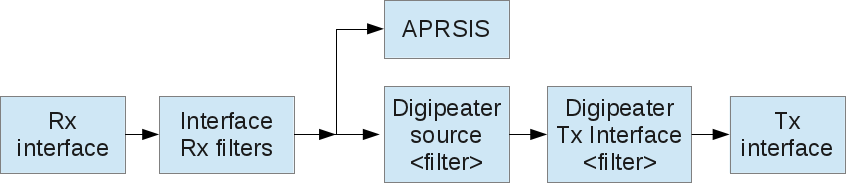 APRSIS
Rx
interface
Interface
Rx filters
Digipeater
source
<filter>
Digipeater
Tx Interface
<filter>
Tx
interface